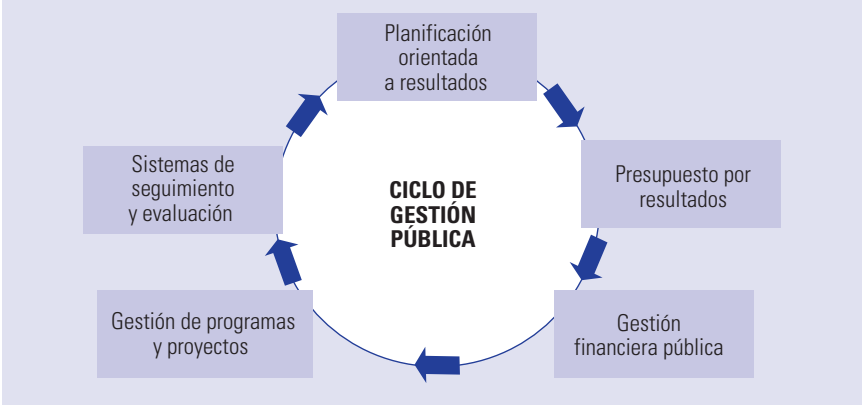 Planificación
orientada
a resultados
Presupuesto por
resultados
Gestión
financiera pública
Gestión de programas
y proyectos
Sistemas de
seguimiento
y evaluación
CICLO DE
GESTIÓN
PÚBLICA